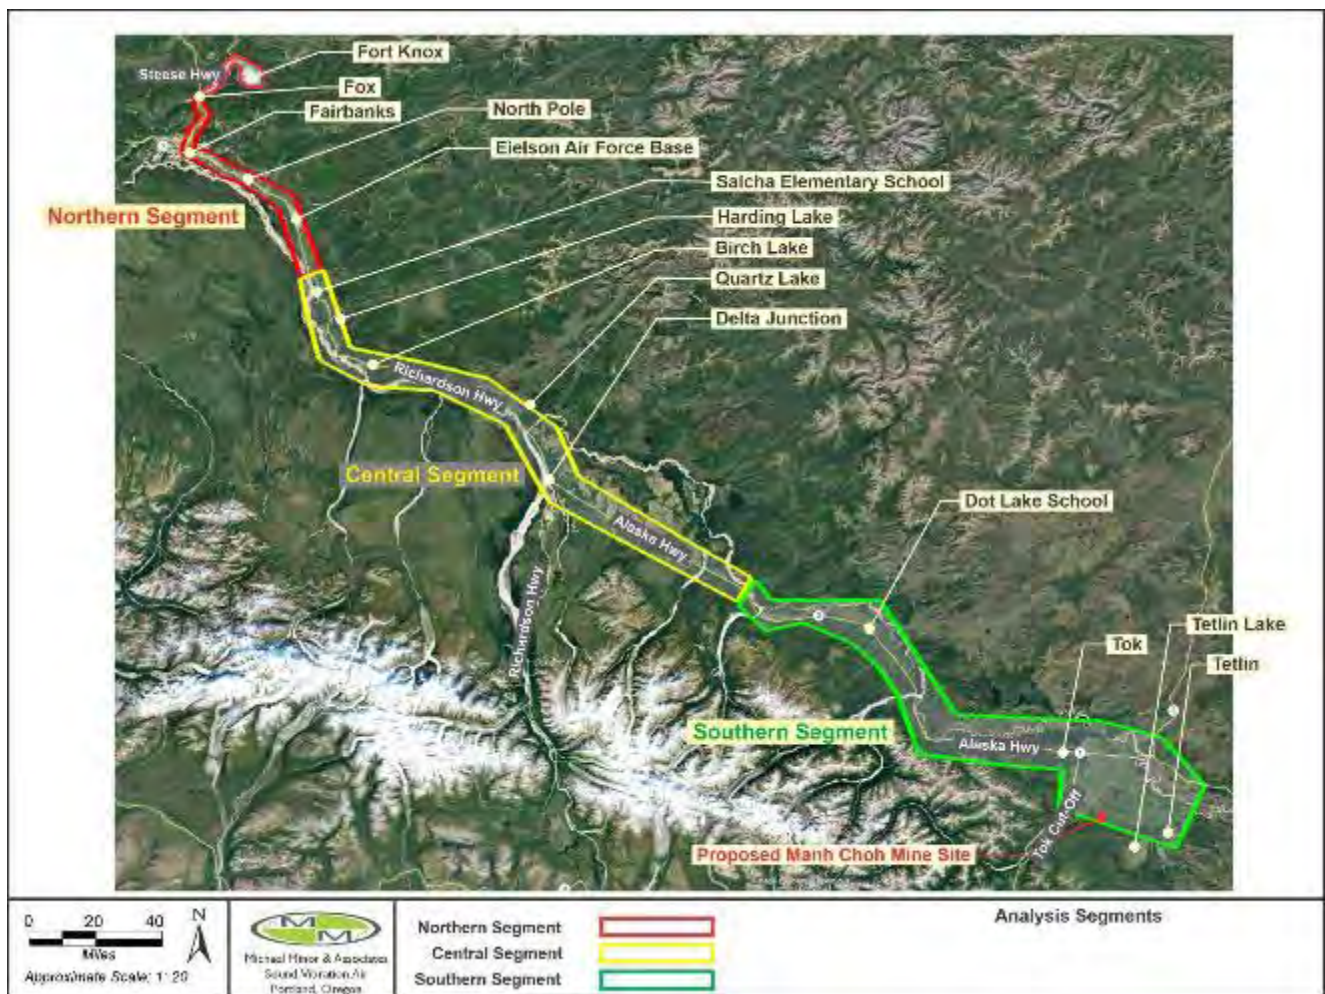 Fort Knox
Steese Hwy
Fox
Fairbanks
North Pole
Eielson Air Force Base
Salcha Elementary School
Northern Segment
Harding Lake
Birch Lake
Quartz Lake
Delta Junction
Richardson Hwy
Central Segment
Dot Lake School
Alaska Hwy
Richardson Hwy
Tetlin Lake
Tok
Tetlin
Southern Segment
Alaska Hwy
Tok Cut-Off
Proposed Manh Choh Mine Site
0 20 40
Miles
Approximate Scale: 1:20
N
M M
Michael Minor & Associates
Sound Vibration Air
Portland, Oregon
Northern Segment
Central Segment
Southern Segment
Analysis Segments